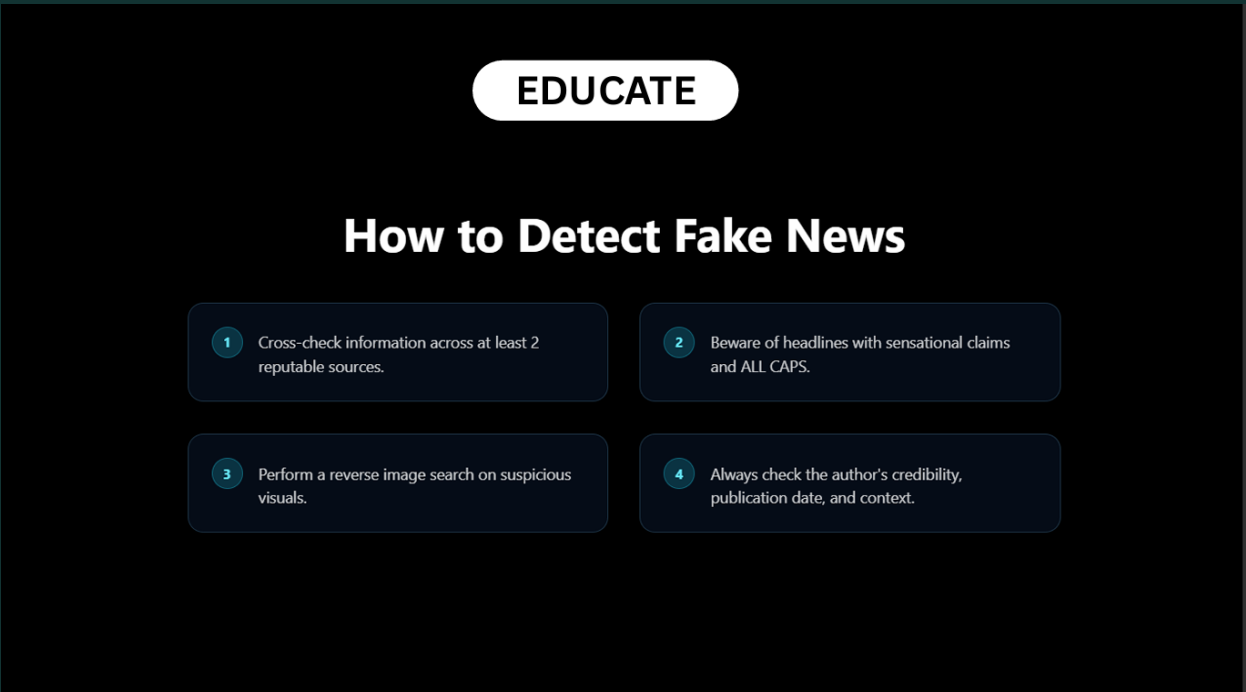 EDUCATE
How to Detect Fake News
1
Cross-check information across at least 2
reputable sources.
2
Beware of headlines with sensational claims
and ALL CAPS.
3
Perform a reverse image search on suspicious
visuals.
4
Always check the author's credibility,
publication date, and context.